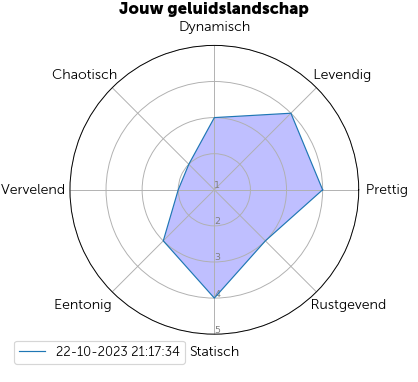 Jouw geluidslandschap
Dynamisch
Chaotisch
Levendig
Vervelend
Prettig
1
2
3
4
5
Eentonig
Rustgevend
22-10-2023 21:17:34
Statisch